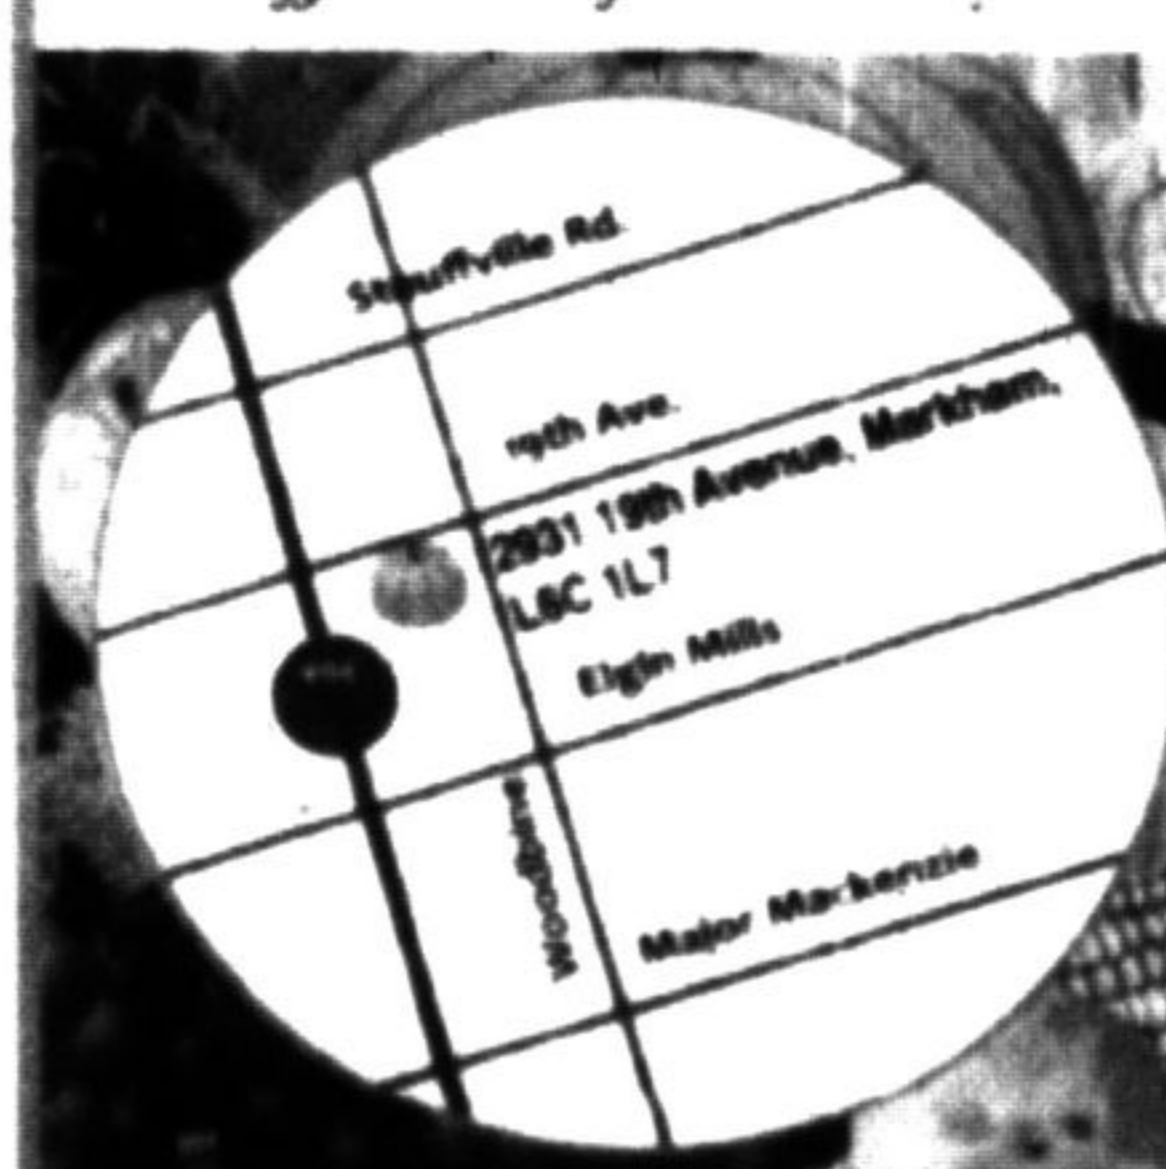 Stouffville Rd.
19th Ave.
2931 19th Avenue, Markham,
L6C 1L7
Elgin Mills
Woodbine
Major Mackenzie